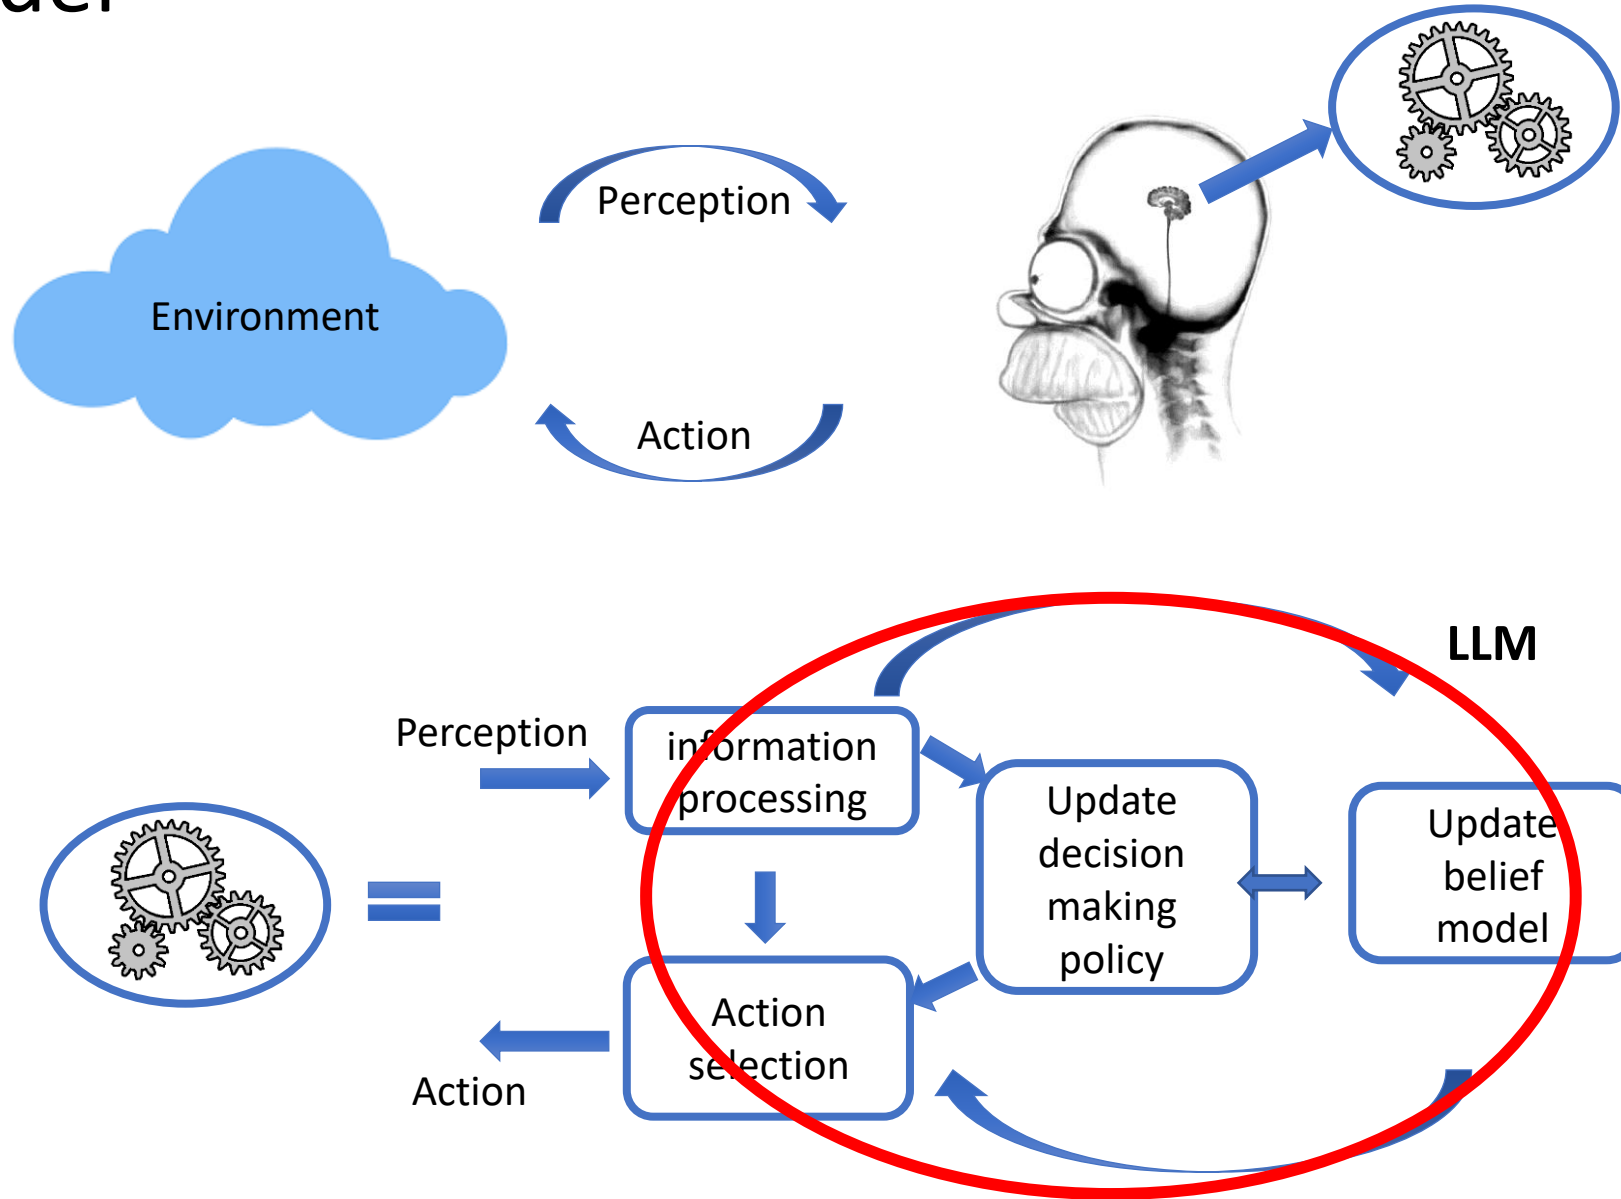 Perception
Environment
Action
LLM
Perception
information
processing
Update
decision
making
policy
Update
belief
model
Action
selection
Action